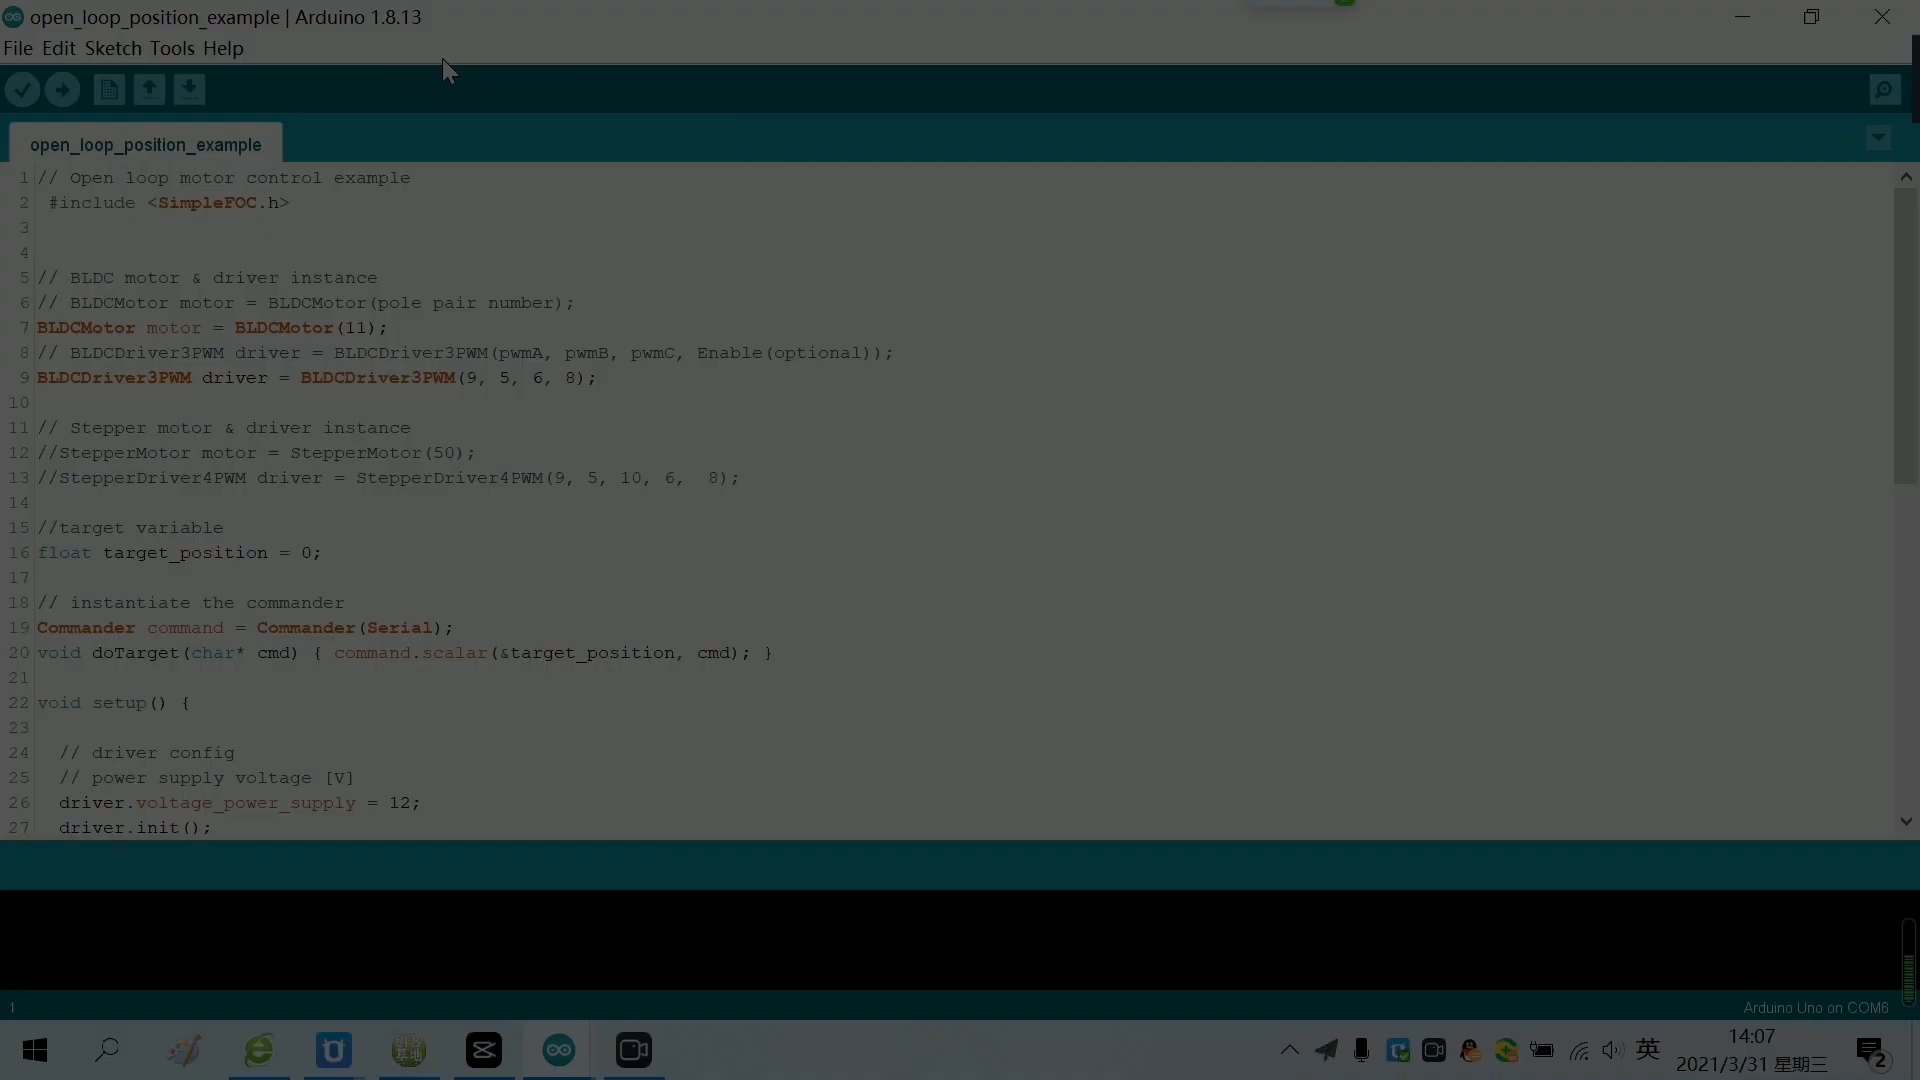 open_loop_position_example | Arduino 1.8.13
File Edit Sketch Tools Help
open_loop_position_example
1 // Open loop motor control example
2 #include <SimpleFOC.h>
3
4
5 // BLDC motor & driver instance
6 // BLDCMotor motor = BLDCMotor(pole pair number);
7 BLDCMotor motor = BLDCMotor(11);
8 // BLDCDriver3PWM driver = BLDCDriver3PWM(pwmA, pwmB, pwmC, Enable(optional));
9 BLDCDriver3PWM driver = BLDCDriver3PWM(9, 5, 6, 8);
10
11 // Stepper motor & driver instance
12 //StepperMotor motor = StepperMotor(50);
13 //StepperDriver4PWM driver = StepperDriver4PWM(9, 5, 10, 6,  8);
14
15 //target variable
16 float target_position = 0;
17
18 // instantiate the commander
19 Commander command = Commander(Serial);
20 void doTarget(char* cmd) { command.scalar(&target_position, cmd); }
21
22 void setup() {
23
24   // driver config
25   // power supply voltage [V]
26   driver.voltage_power_supply = 12;
27   driver.init();
1
Arduino Uno on COM6
英
14:07
2021/3/31 星期三
2